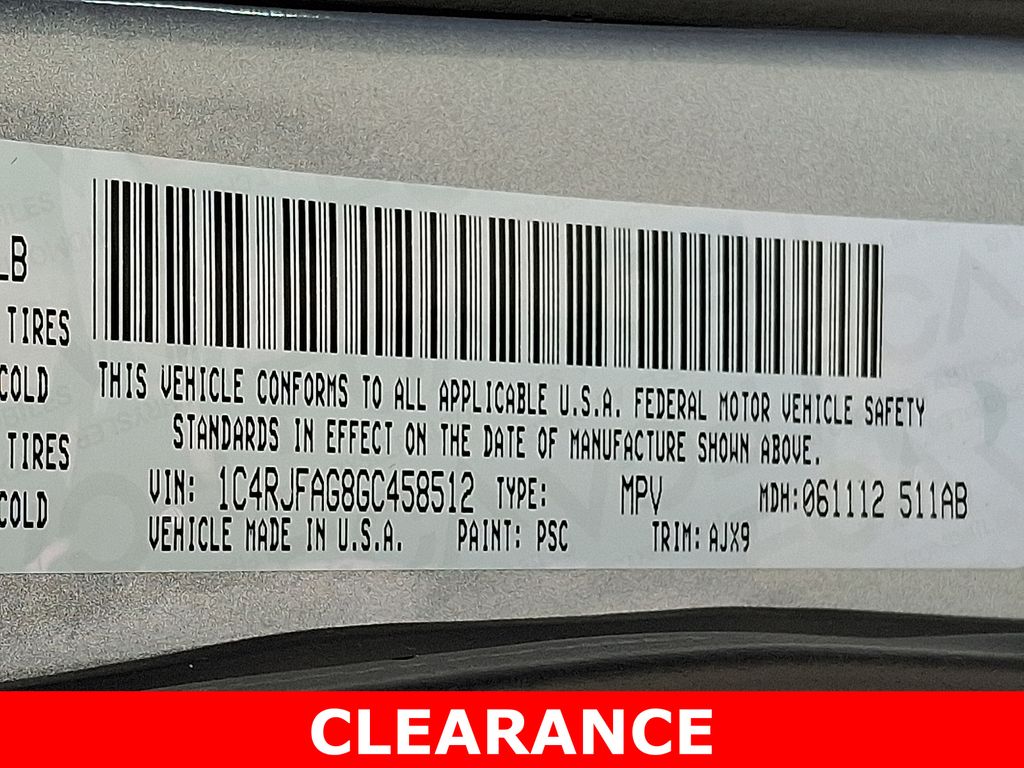 LB
TIRES
COLD
TIRES
COLD
THIS VEHICLE CONFORMS TO ALL APPLICABLE U.S.A. FEDERAL MOTOR VEHICLE SAFETY
STANDARDS IN EFFECT ON THE DATE OF MANUFACTURE SHOWN ABOVE.
VIN: 1C4RJFAG8GC458512 TYPE: MPV MDH:061112 511AB
VEHICLE MADE IN U.S.A. PAINT: PSC TRIM: AJX9
CLEARANCE